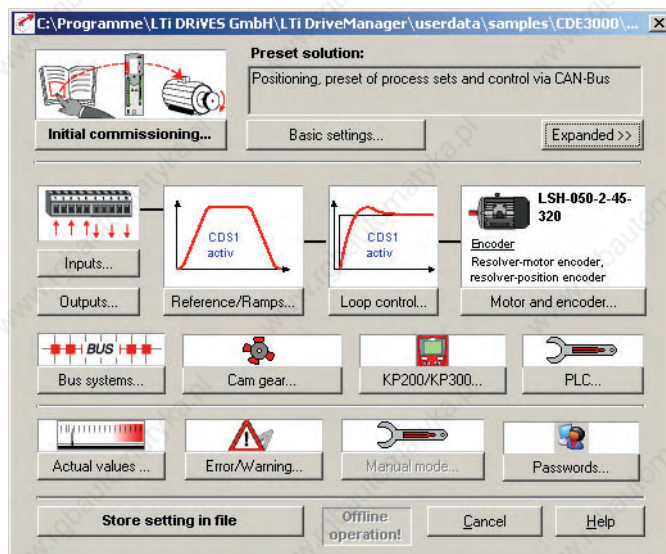 C:\Programme\LTi DRiVES GmbH\LTi DriveManager\userdata\samples\CDE3000\...
Preset solution:
Positioning, preset of process sets and control via CAN-Bus
Initial commissioning...
Basic settings...
Expanded >>
Inputs...
Outputs...
CDS1
activ
Reference/Ramps...
CDS1
activ
Loop control...
LSH-050-2-45-
320
Encoder
Resolver-motor encoder,
resolver-position encoder
Motor and encoder...
BUS
Bus systems...
Cam gear...
KP200/KP300...
PLC...
Actual values ...
Error/Warning...
Manual mode...
Passwords...
Store setting in file
Offline
operation!
Cancel
Help
www.rgbautomatyka.pl